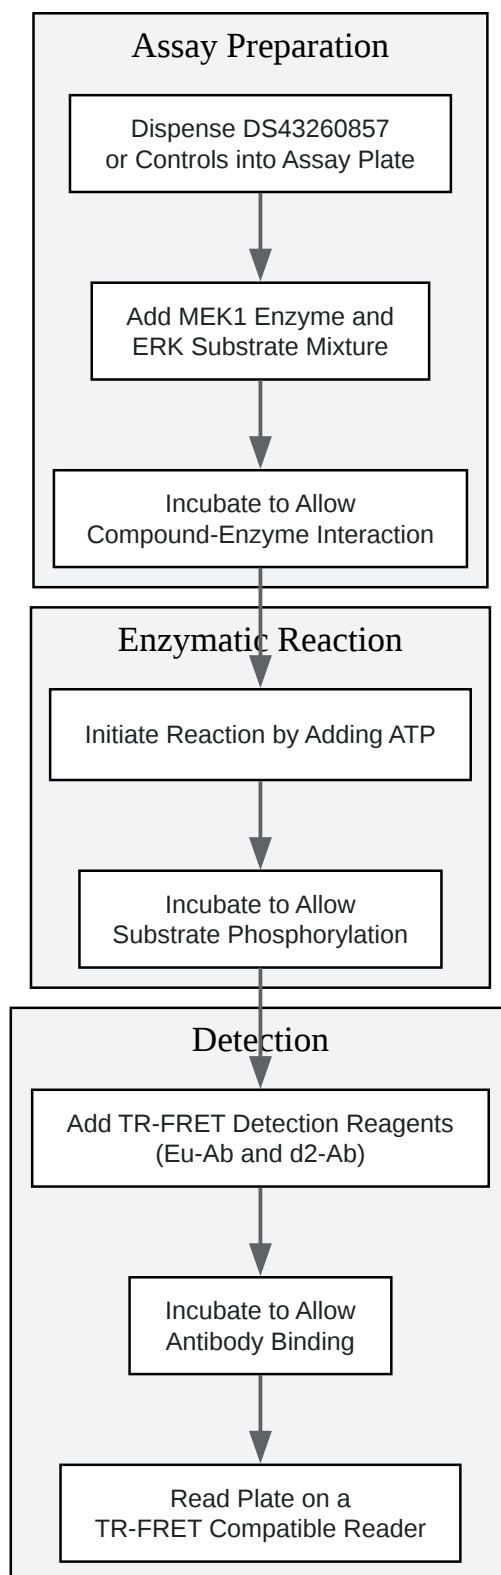 Assay Preparation
Dispense DS43260857
or Controls into Assay Plate
Add MEK1 Enzyme and
ERK Substrate Mixture
Incubate to Allow
Compound-Enzyme Interaction
Enzymatic Reaction
Initiate Reaction by Adding ATP
Incubate to Allow
Substrate Phosphorylation
Detection
Add TR-FRET Detection Reagents
(Eu-Ab and d2-Ab)
Incubate to Allow
Antibody Binding
Read Plate on a
TR-FRET Compatible Reader